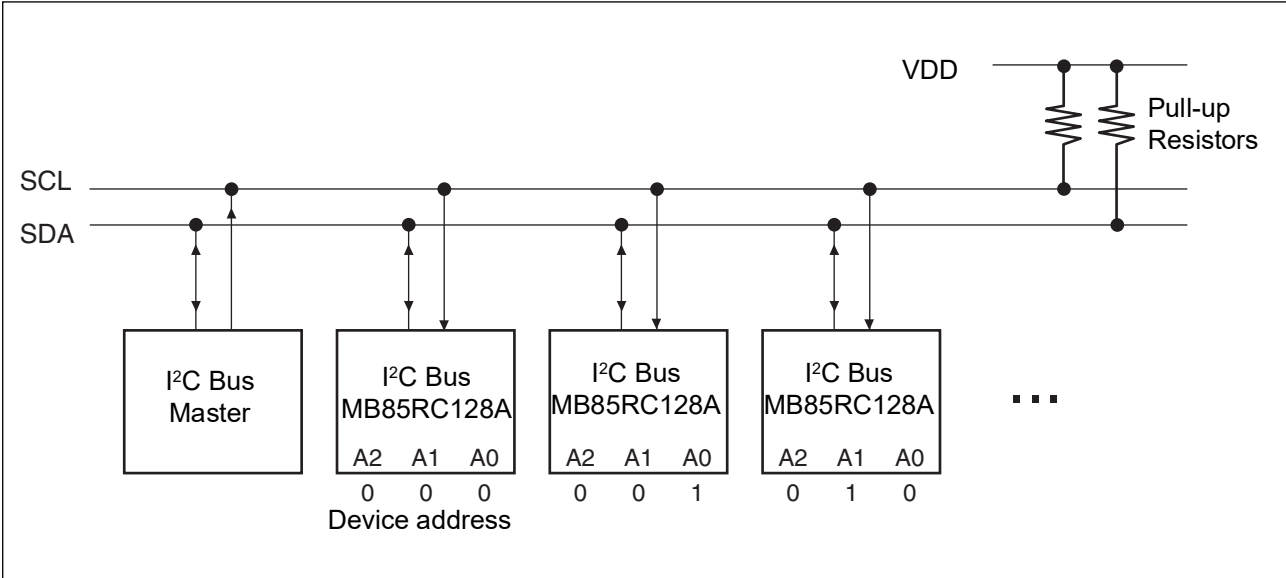 VDD
Pull-up
Resistors
SCL
SDA
I²C Bus
Master
I²C Bus
MB85RC128A
A2 A1 A0
0 0 0
Device address
I²C Bus
MB85RC128A
A2 A1 A0
0 0 1
I²C Bus
MB85RC128A
A2 A1 A0
0 1 0
...